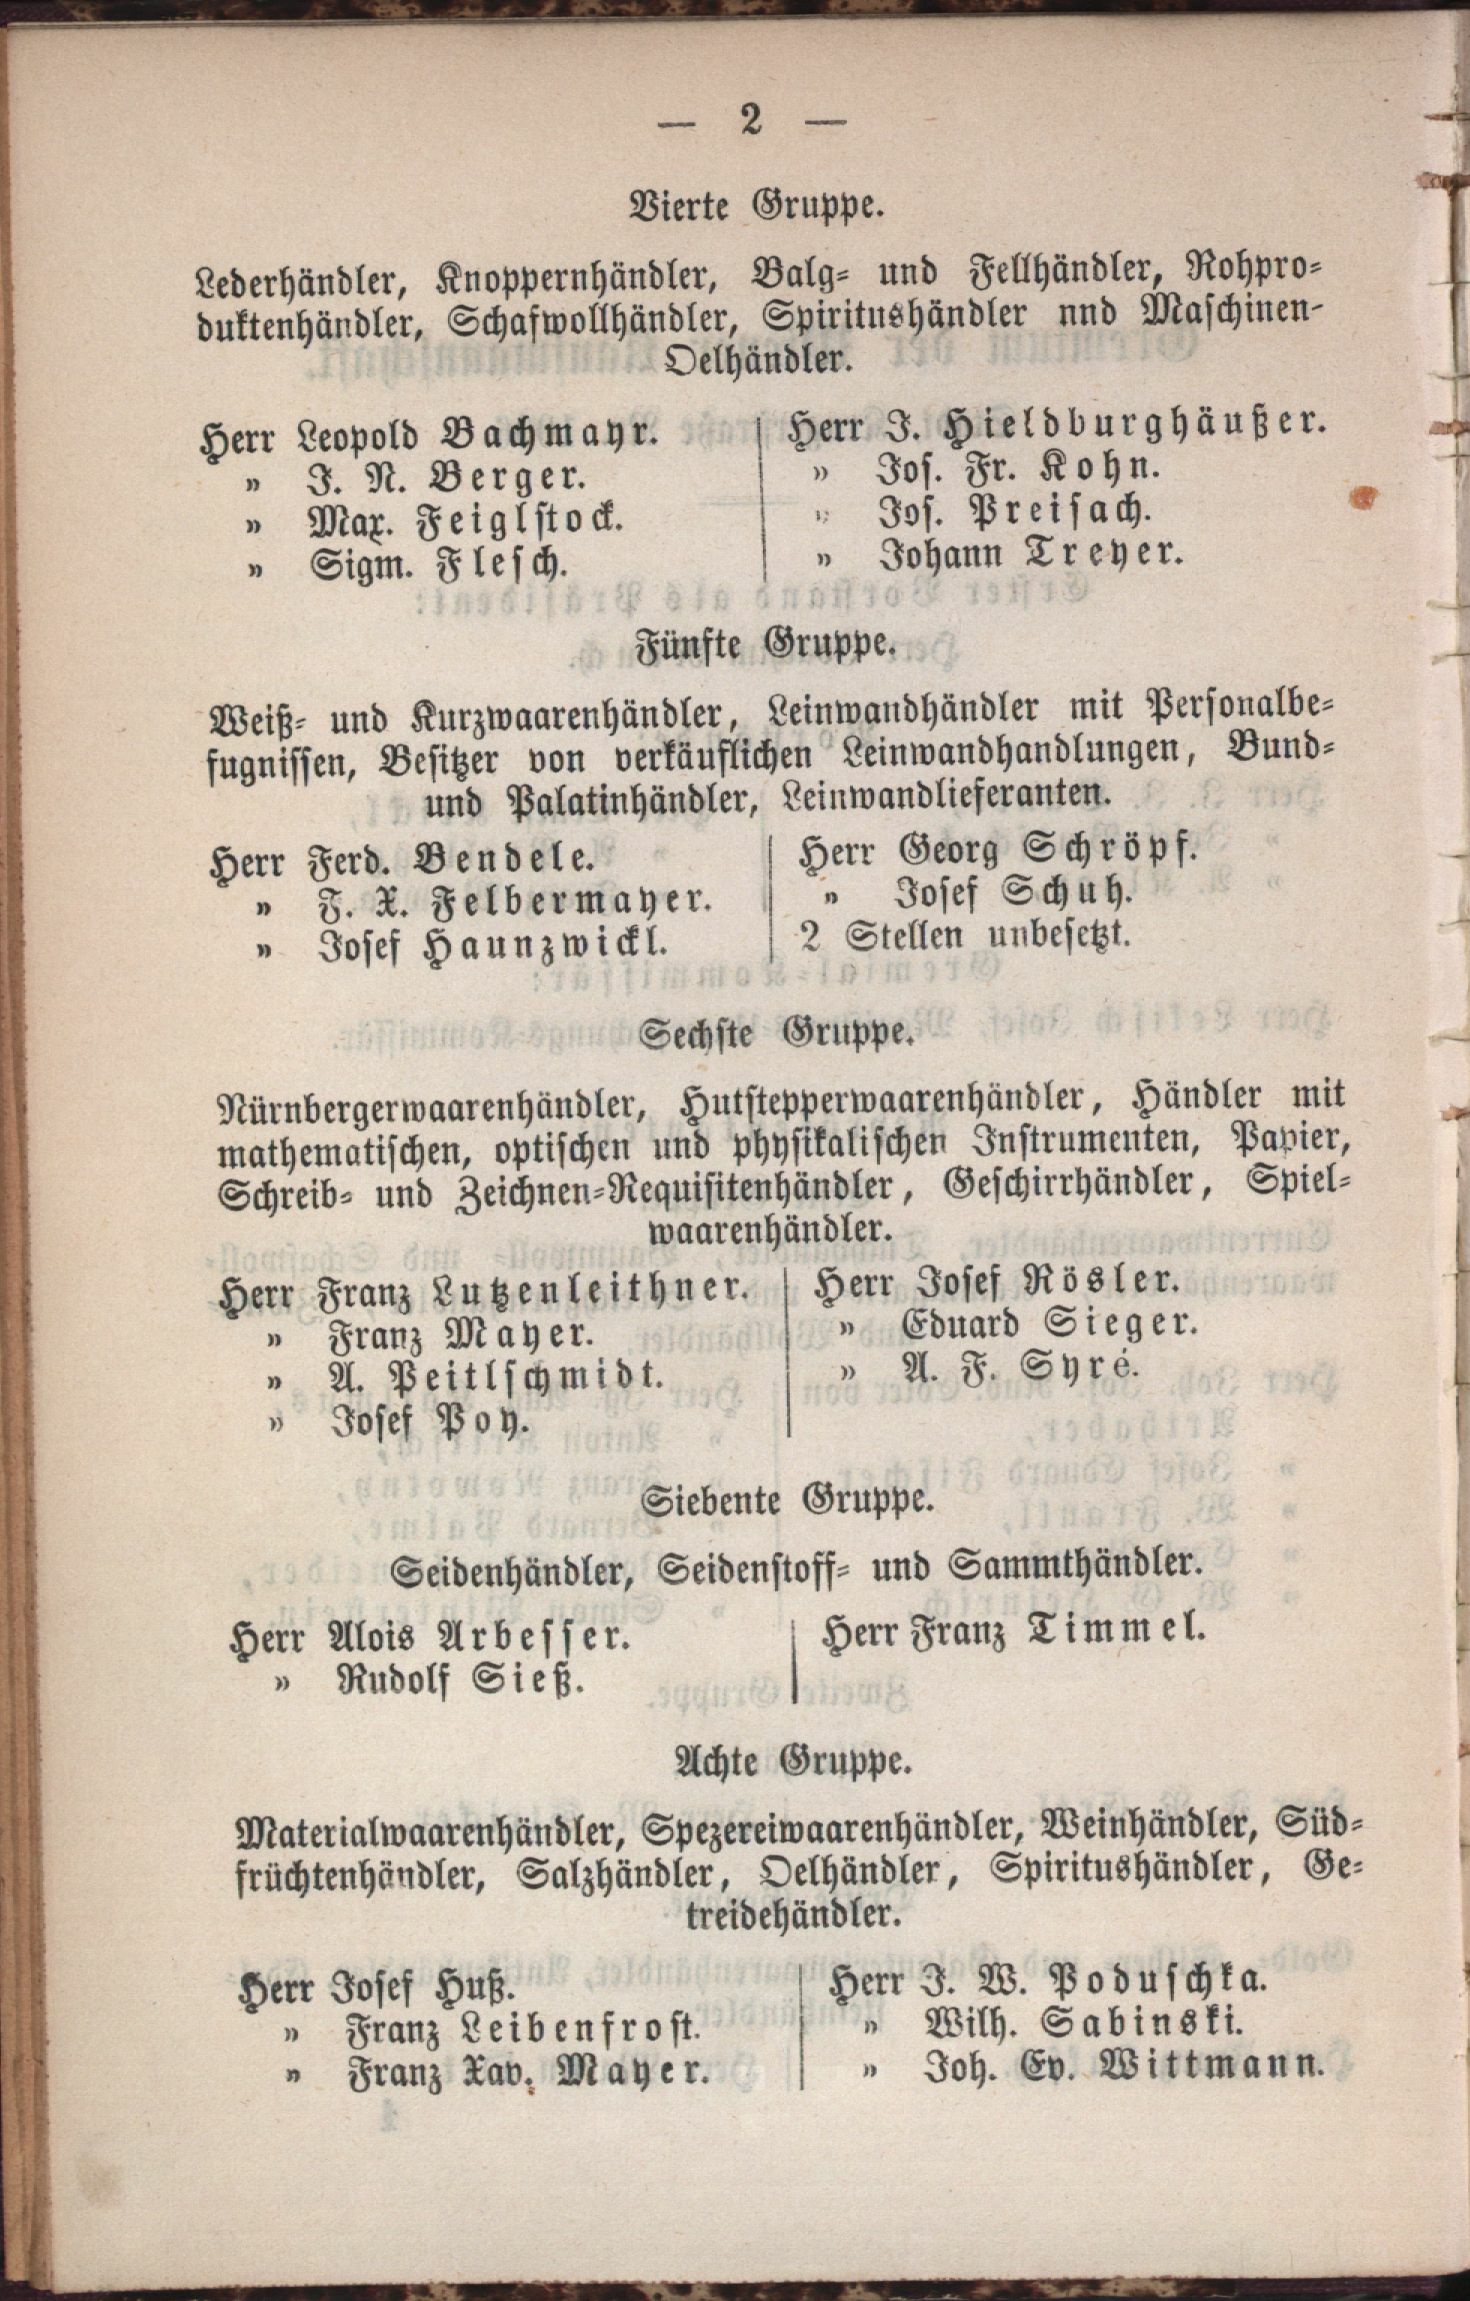 — 2 —
Vierte Gruppe.
Lederhändler, Knoppernhändler, Balg- und Fellhändler, Rohpro-
duktenhändler, Schafwollhändler, Spiritushändler nnd Maschinen-
Oelhändler.
Herr Leopold Bachmayr.
" J. N. Berger.
" Max. Feiglstock.
" Sigm. Flesch.
Herr J. Hieldburghäußer.
" Jos. Fr. Kohn.
" Jos. Preisach.
" Johann Treyer.
Fünfte Gruppe.
Weiß- und Kurzwaarenhändler, Leinwandhändler mit Personalbe-
fugnissen, Besitzer von verkäuflichen Leinwandhandlungen, Bund-
und Palatinhändler, Leinwandlieferanten.
Herr Ferd. Bendele.
" F. X. Felbermayer.
" Josef Haunzwickl.
Herr Georg Schröpf.
" Josef Schuh.
2 Stellen unbesetzt.
Sechste Gruppe.
Nürnbergerwaarenhändler, Hutstepperwaarenhändler, Händler mit
mathematischen, optischen und physikalischen Instrumenten, Papier,
Schreib- und Zeichnen-Requisitenhändler, Geschirrhändler, Spiel-
waarenhändler.
Herr Franz Lutzenleithner.
" Franz Mayer.
" A. Peitlschmidt.
" Josef Poy.
Herr Josef Rösler.
" Eduard Sieger.
" A. F. Syré.
Siebente Gruppe.
Seidenhändler, Seidenstoff- und Sammthändler.
Herr Alois Arbesser.
" Rudolf Sieß.
Herr Franz Timmel.
Achte Gruppe.
Materialwaarenhändler, Spezereiwaarenhändler, Weinhändler, Süd-
früchtenhändler, Salzhändler, Oelhändler, Spiritushändler, Ge-
treidehändler.
Herr Josef Huß.
" Franz Leibenfrost.
" Franz Xav. Mayer.
Herr J. W. Poduschka.
" Wilh. Sabinski.
" Joh. Ev. Wittmann.